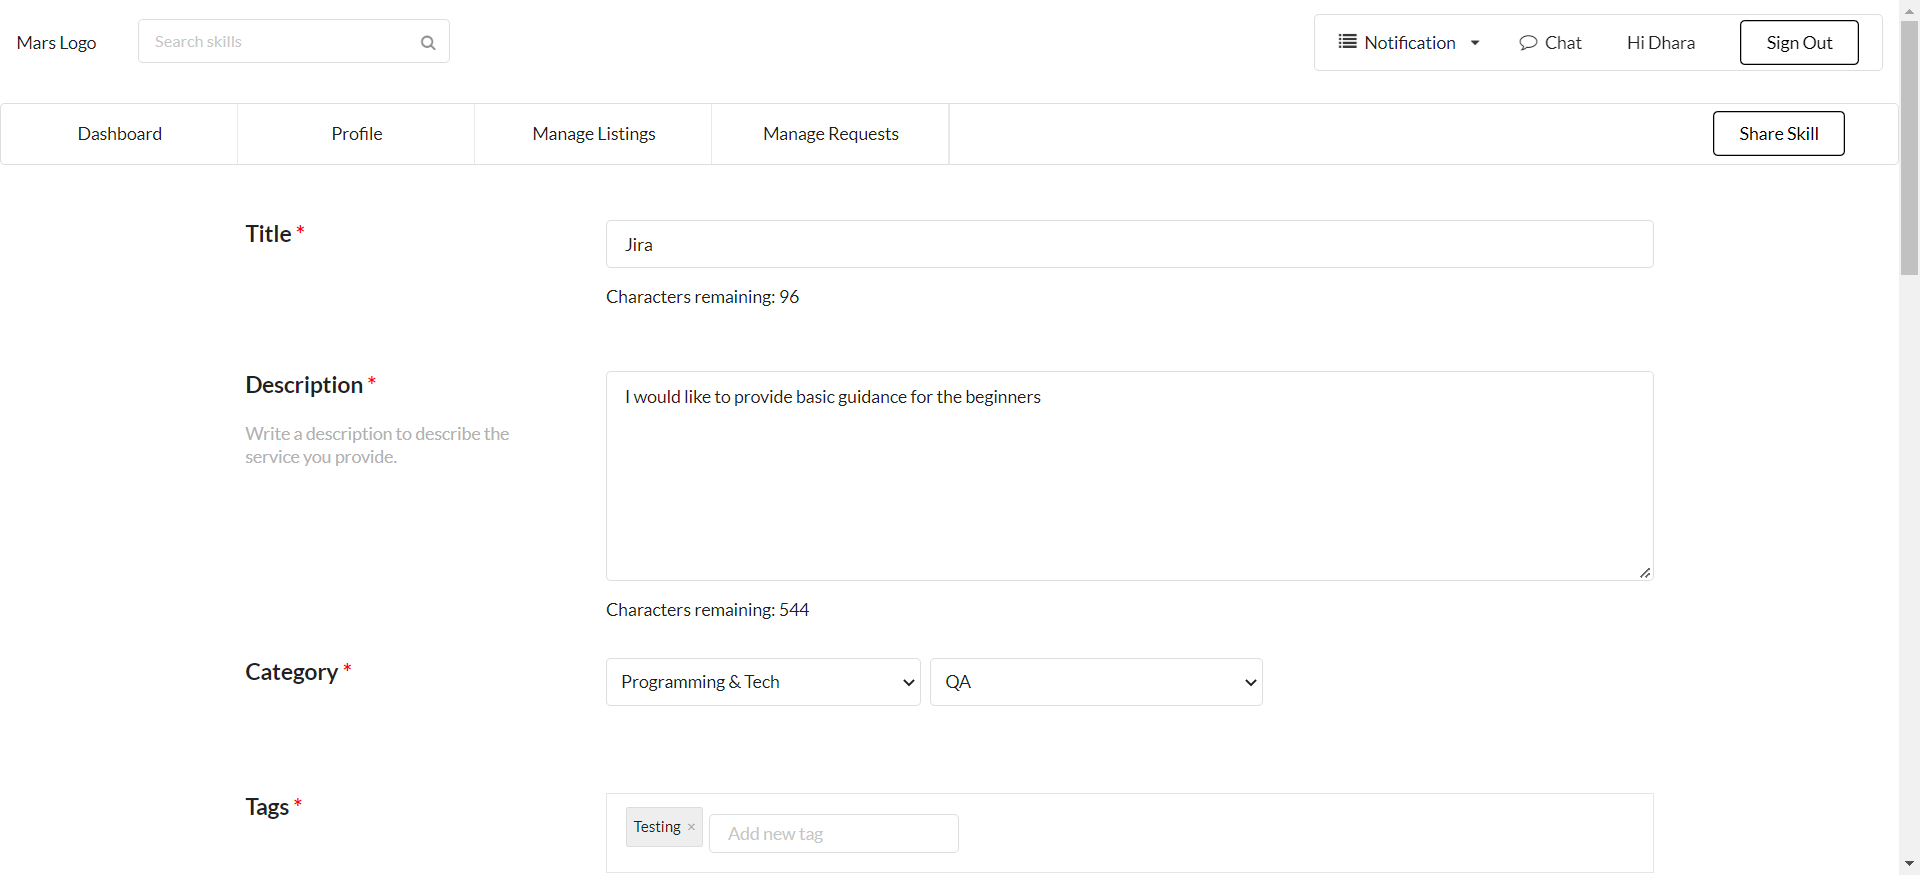 Mars Logo
Search skills
Notification
Chat
Hi Dhara
Sign Out
Dashboard
Profile
Manage Listings
Manage Requests
Share Skill
Title *
Jira
Characters remaining: 96
Description *
Write a description to describe the
service you provide.
I would like to provide basic guidance for the beginners
Characters remaining: 544
Category *
Programming & Tech
QA
Tags *
Testing ×
Add new tag